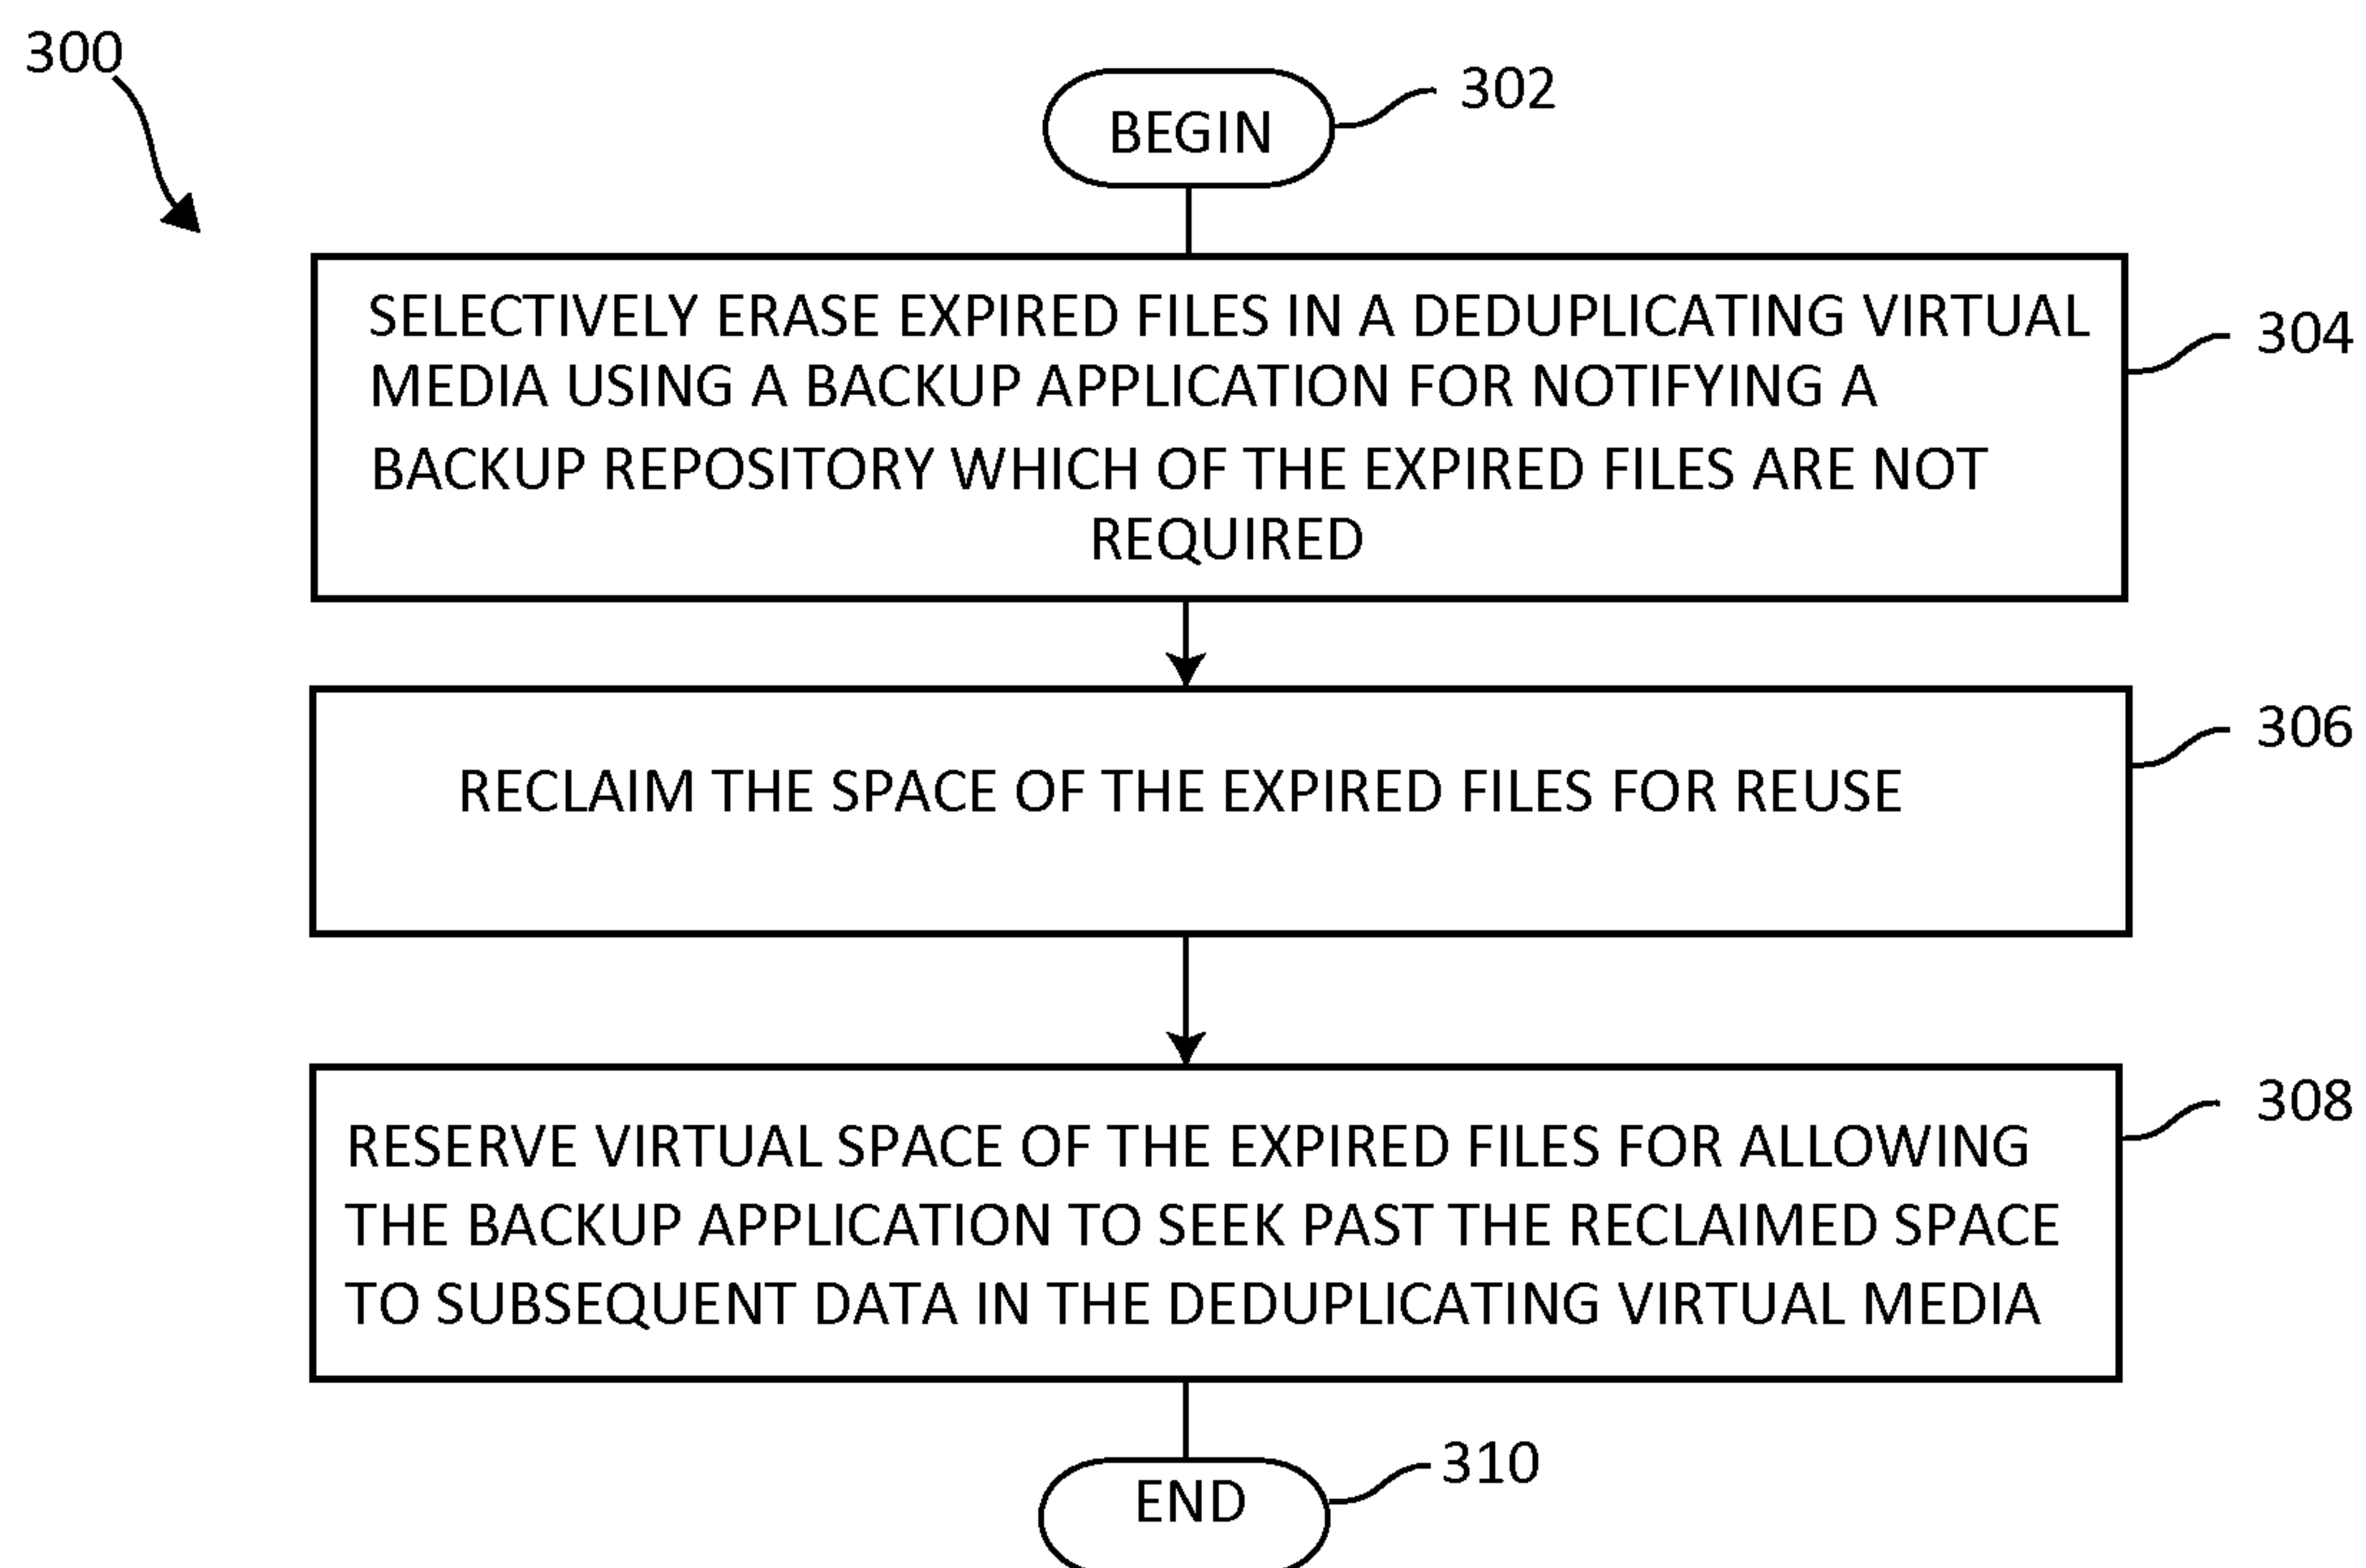 300
BEGIN
302
SELECTIVELY ERASE EXPIRED FILES IN A DEDUPLICATING VIRTUAL
MEDIA USING A BACKUP APPLICATION FOR NOTIFYING A
BACKUP REPOSITORY WHICH OF THE EXPIRED FILES ARE NOT
REQUIRED
304
RECLAIM THE SPACE OF THE EXPIRED FILES FOR REUSE
306
RESERVE VIRTUAL SPACE OF THE EXPIRED FILES FOR ALLOWING
THE BACKUP APPLICATION TO SEEK PAST THE RECLAIMED SPACE
TO SUBSEQUENT DATA IN THE DEDUPLICATING VIRTUAL MEDIA
308
END
310